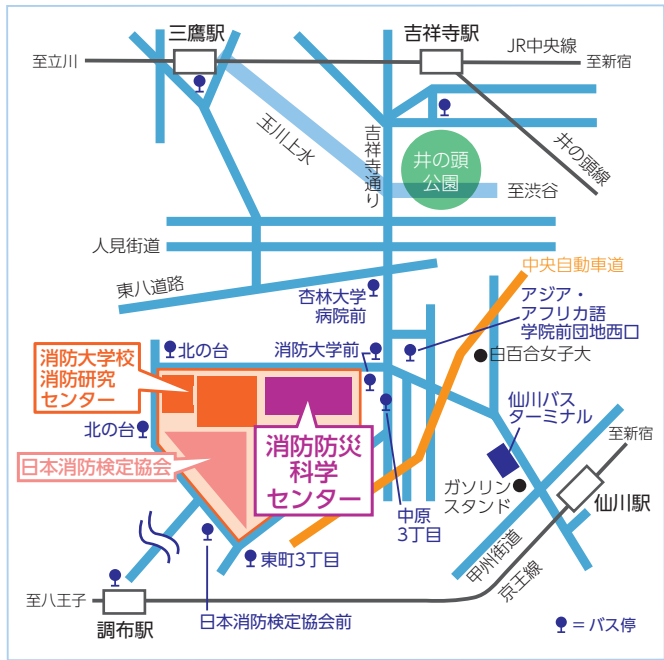 三鷹駅
吉祥寺駅
JR中央線
至立川
至新宿
玉川上水
吉祥寺通り
井の頭
公園
井の頭線
至渋谷
人見街道
中央自動車道
東八道路
杏林大学
病院前
アジア・
アフリカ語
学院前団地西口
北の台
消防大学前
白百合女子大
消防大学校
消防研究
センター
仙川バス
ターミナル
北の台
至新宿
日本消防検定協会
消防防災
科学
センター
ガソリン
スタンド
仙川駅
中原
3丁目
甲州街道
東町3丁目
京王線
至八王子
調布駅
日本消防検定協会前
= バス停